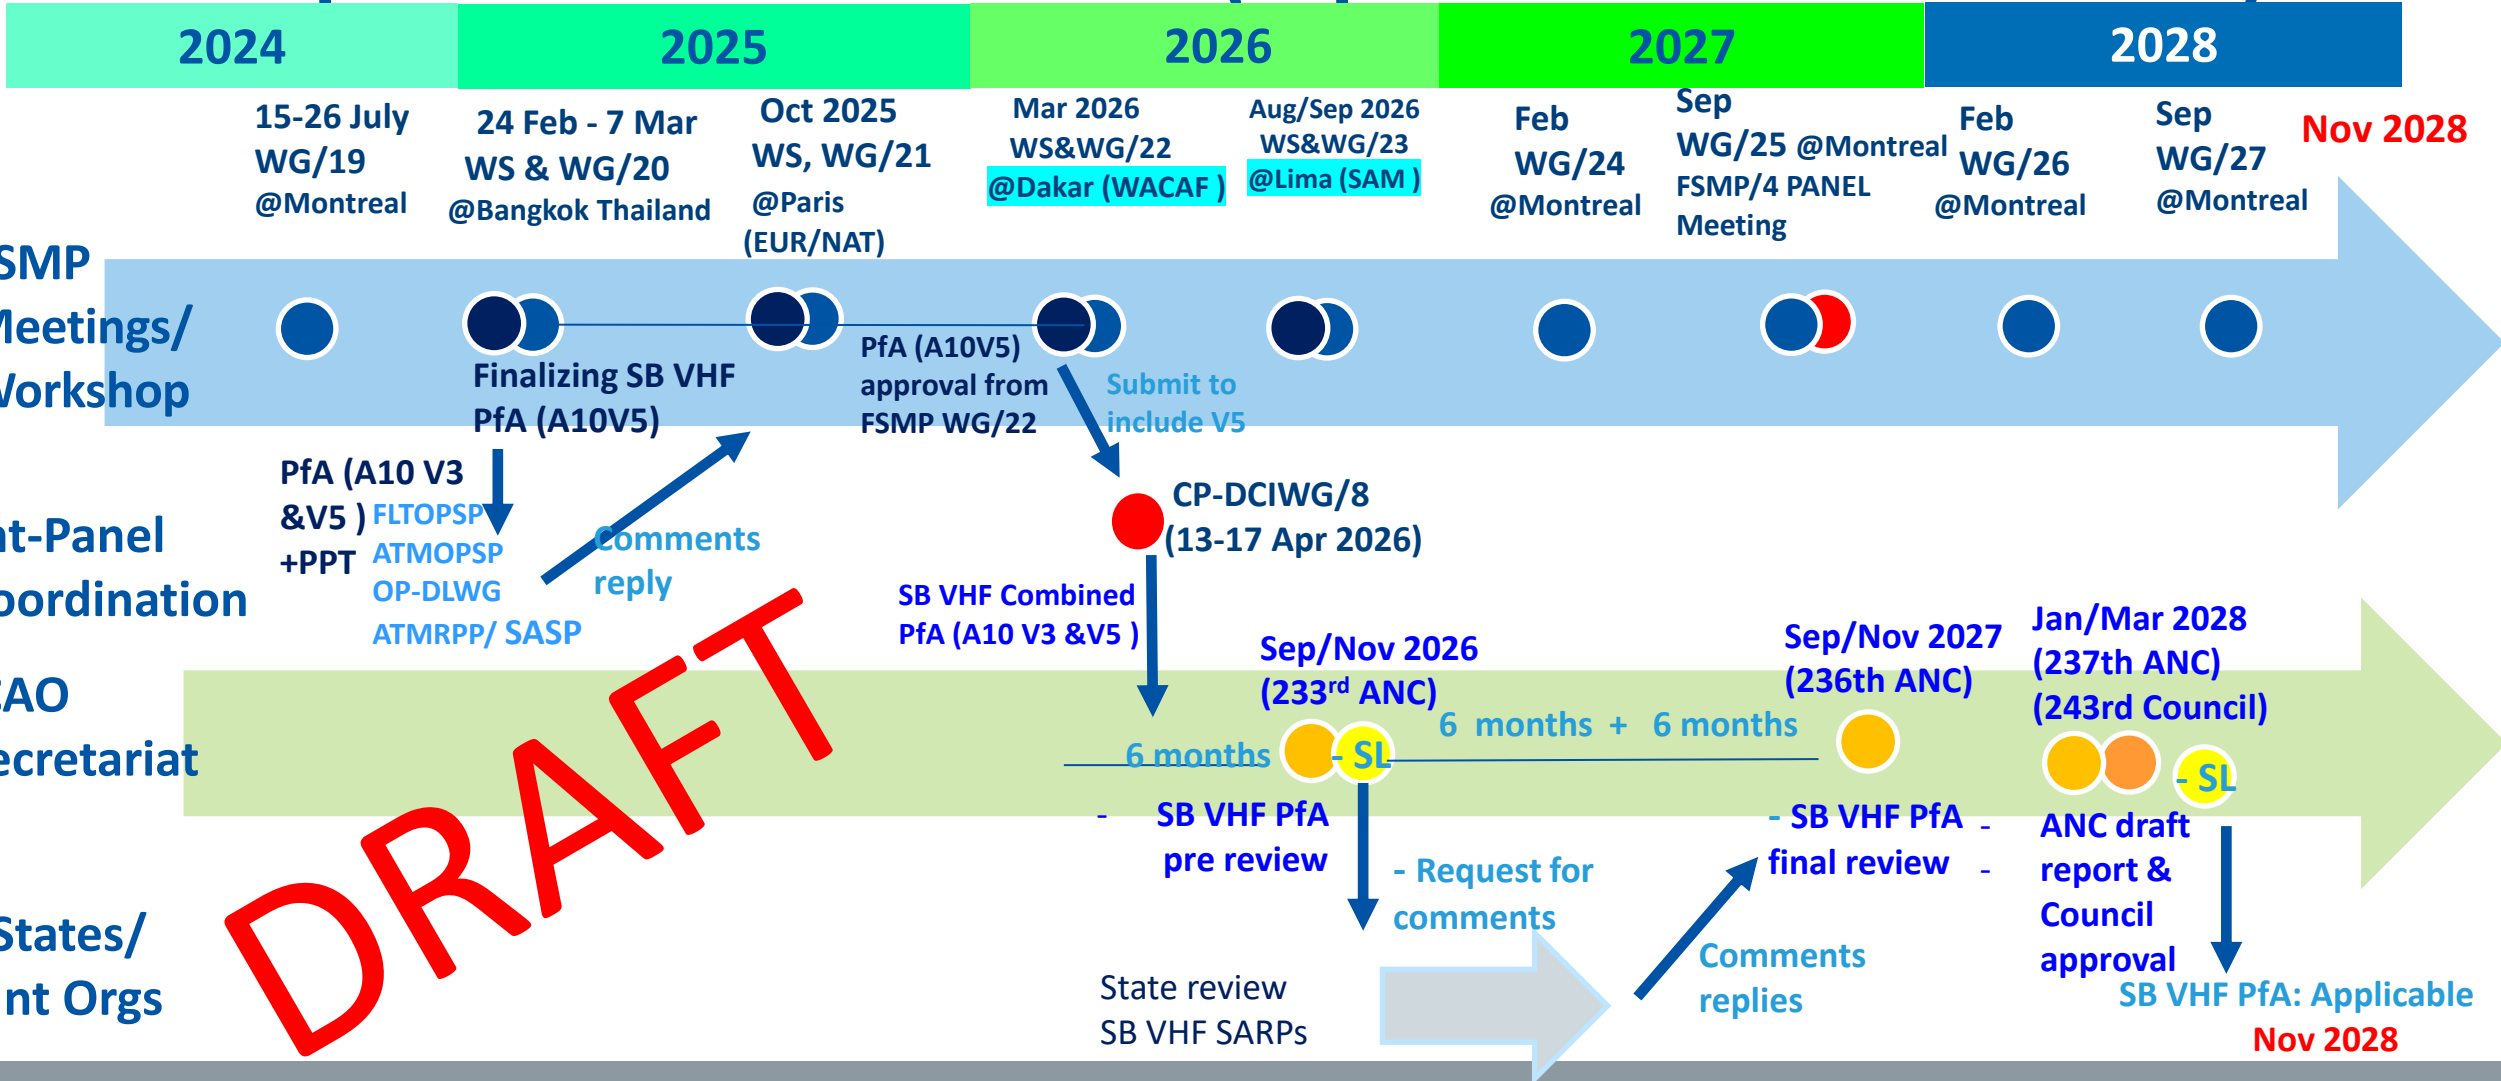 2024
2025
2026
2027
2028
15-26 July
WG/19
@Montreal
24 Feb - 7 Mar
WS & WG/20
@Bangkok Thailand
Oct 2025
WS, WG/21
@Paris
(EUR/NAT)
Mar 2026
WS&WG/22
@Dakar (WACAF )
Aug/Sep 2026
WS&WG/23
@Lima (SAM )
Feb
WG/24
@Montreal
Sep
WG/25 @Montreal
FSMP/4 PANEL
Meeting
Feb
WG/26
@Montreal
Sep
WG/27
@Montreal
Nov 2028
SMP
Meetings/
Workshop
Finalizing SB VHF
PfA (A10V5)
PfA (A10V5)
approval from
FSMP WG/22
Submit to
include V5
nt-Panel
oordination
PfA (A10 V3
&V5 )
+PPT
FLTOPSP
ATMOPSP
OP-DLWG
ATMRPP/ SASP
Comments
reply
CP-DCIWG/8
(13-17 Apr 2026)
SB VHF Combined
PfA (A10 V3 &V5 )
CAO
ecretariat
Sep/Nov 2026
(233rd ANC)
Sep/Nov 2027
(236th ANC)
Jan/Mar 2028
(237th ANC)
(243rd Council)
6 months
- SL
6 months + 6 months
- SL
- SB VHF PfA
pre review
- SB VHF PfA
final review
- ANC draft
- report &
Council
approval
- Request for
comments
States/
nt Orgs
State review
SB VHF SARPs
Comments
replies
SB VHF PfA: Applicable
Nov 2028
DRAFT